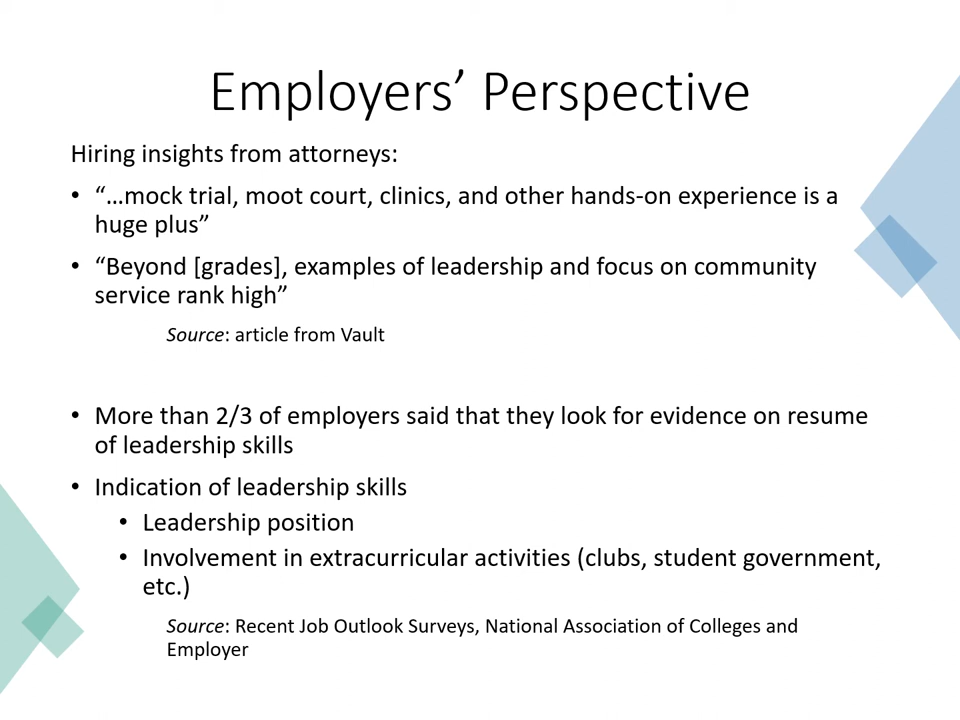 Employers’ Perspective
Hiring insights from attorneys:
• “…mock trial, moot court, clinics, and other hands-on experience is a
huge plus”
• “Beyond [grades], examples of leadership and focus on community
service rank high”
Source: article from Vault
• More than 2/3 of employers said that they look for evidence on resume
of leadership skills
• Indication of leadership skills
• Leadership position
• Involvement in extracurricular activities (clubs, student government,
etc.)
Source: Recent Job Outlook Surveys, National Association of Colleges and
Employer